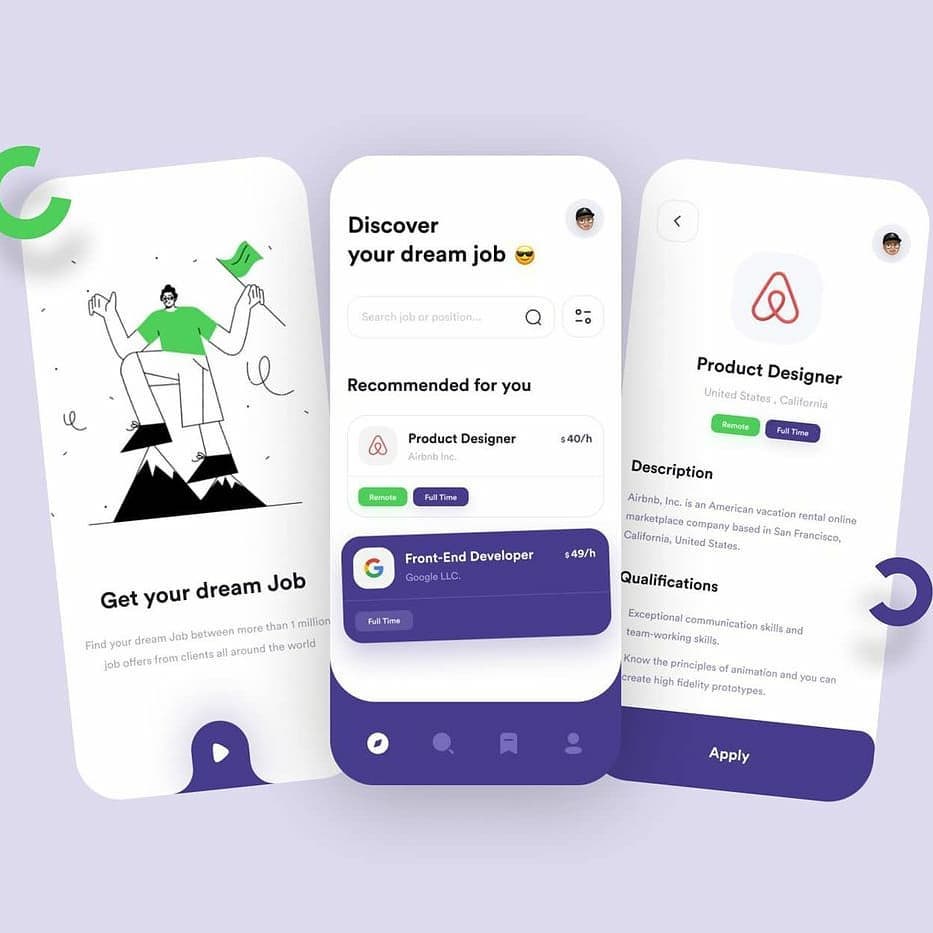 Get your dream Job
Find your dream Job between more than 1 million
job offers from clients all around the world
Discover
your dream job 😎
Search job or position...
Recommended for you
Product Designer
$40/h
Airbnb Inc.
Remote
Full Time
Front-End Developer
$49/h
Google LLC.
Full Time
Product Designer
United States , California
Remote
Full Time
Description
Airbnb, Inc. is an American vacation rental online
marketplace company based in San Francisco,
California, United States.
Qualifications
Exceptional communication skills and
team-working skills.
Know the principles of animation and you can
create high fidelity prototypes.
Apply